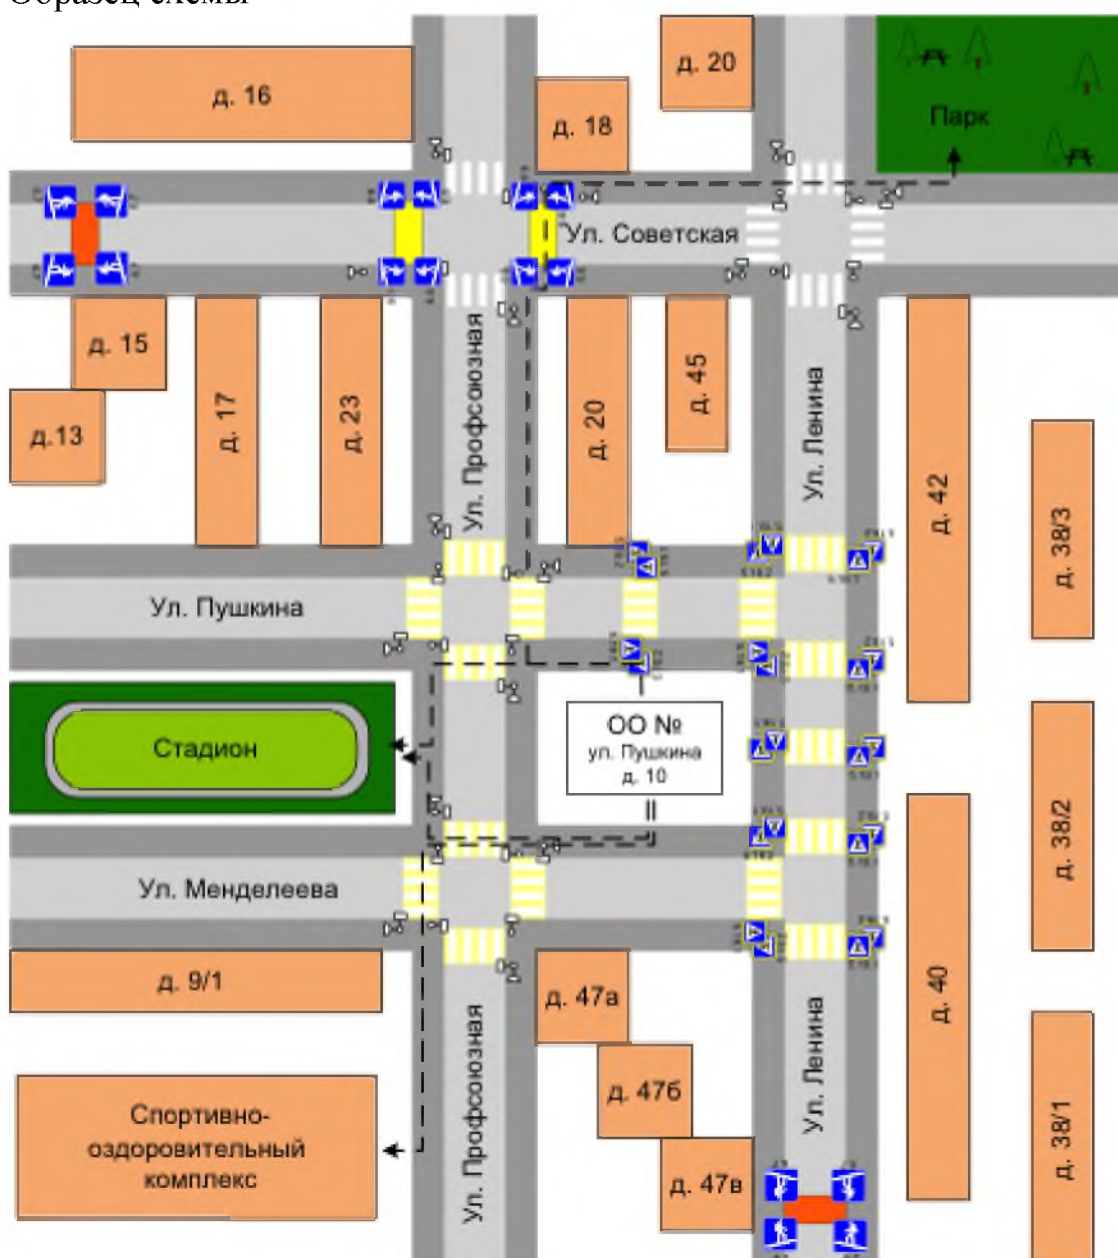 Образец схемы
д. 16
д. 20
д. 18
Парк
Ул. Советская
д. 15
д.13
д. 17
д. 23
Ул. Профсоюзная
д. 20
д. 45
Ул. Ленина
д. 42
д. 38/3
Ул. Пушкина
Стадион
ОО №
ул. Пушкина
д. 10
д. 38/2
Ул. Менделеева
д. 9/1
д. 47а
д. 40
Спортивно-
оздоровительный
комплекс
Ул. Профсоюзная
д. 47б
д. 47в
Ул. Ленина
д. 38/1